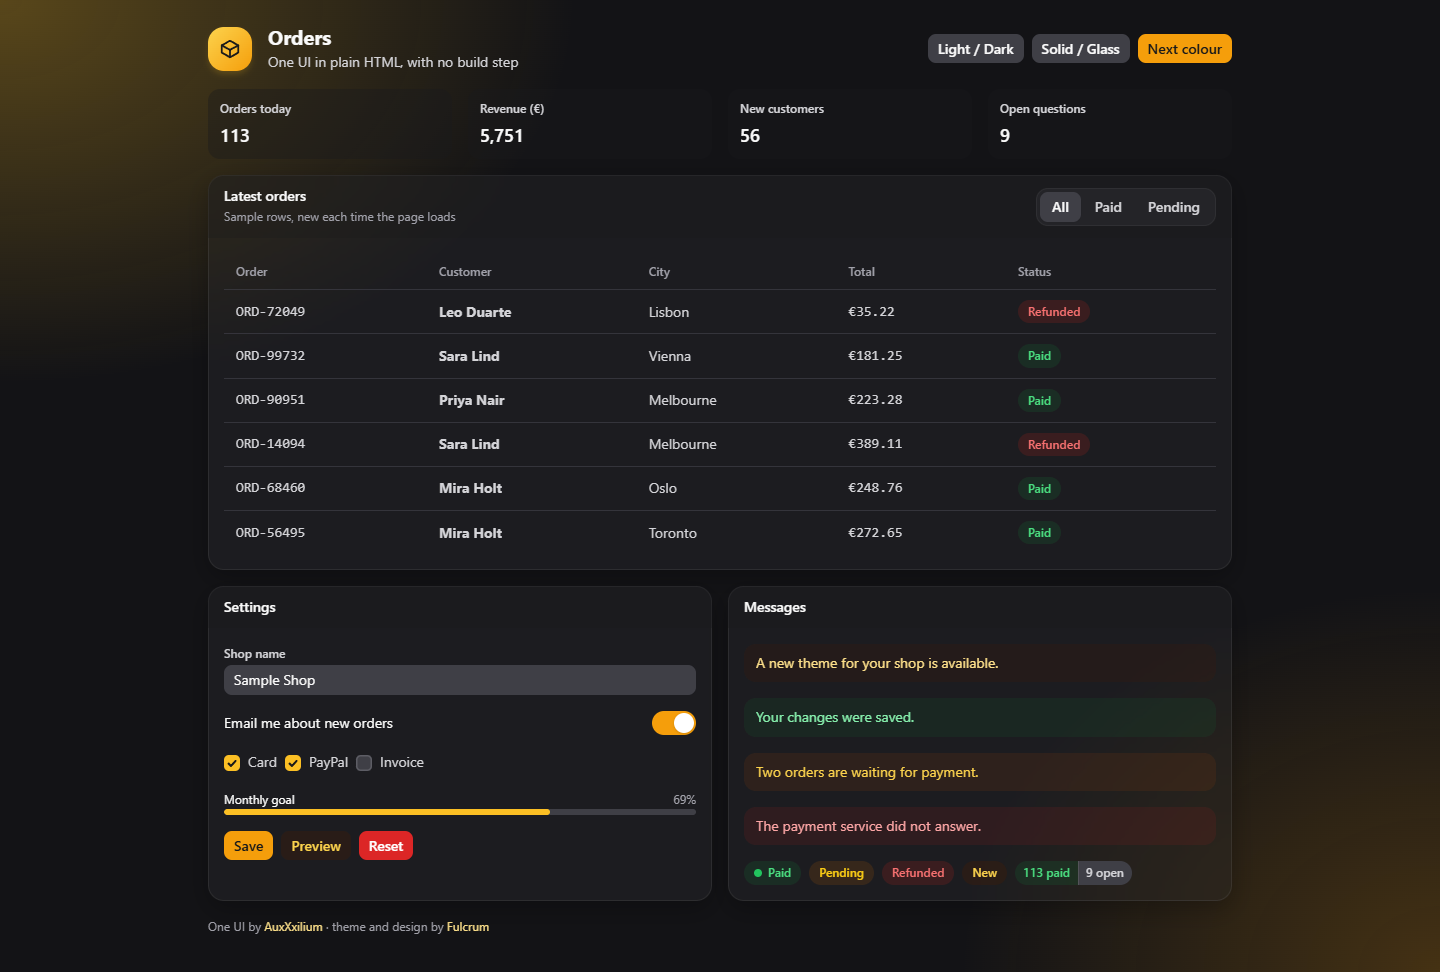 Orders
One UI in plain HTML, with no build step
Light / Dark
Solid / Glass
Next colour
Orders today
113
Revenue (€)
5,751
New customers
56
Open questions
9
Latest orders
Sample rows, new each time the page loads
All Paid Pending
Order Customer City Total Status
ORD-72049 Leo Duarte Lisbon €35.22 Refunded
ORD-99732 Sara Lind Vienna €181.25 Paid
ORD-90951 Priya Nair Melbourne €223.28 Paid
ORD-14094 Sara Lind Melbourne €389.11 Refunded
ORD-68460 Mira Holt Oslo €248.76 Paid
ORD-56495 Mira Holt Toronto €272.65 Paid
Settings
Shop name
Sample Shop
Email me about new orders
Card PayPal Invoice
Monthly goal 69%
Save Preview Reset
Messages
A new theme for your shop is available.
Your changes were saved.
Two orders are waiting for payment.
The payment service did not answer.
Paid Pending Refunded New 113 paid 9 open
One UI by AuxXxilium · theme and design by Fulcrum